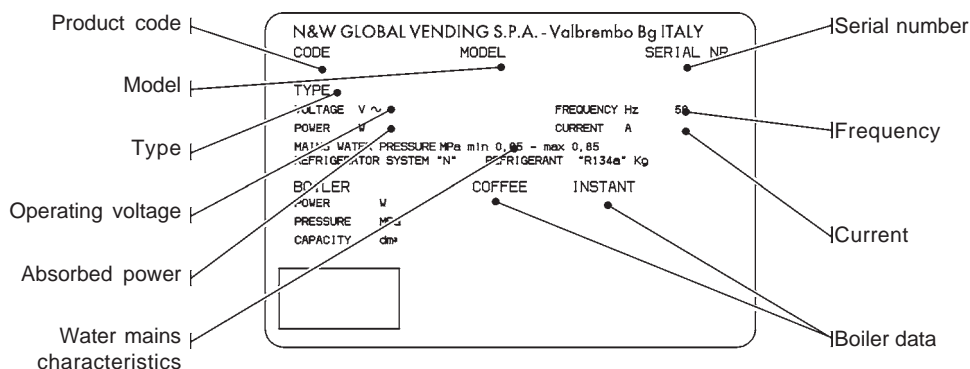 Product code
Model
Type
Operating voltage
Absorbed power
Water mains
characteristics
N&W GLOBAL VENDING S.P.A. - Valbrembo Bg ITALY
CODE MODEL SERIAL NR
TYPE
VOLTAGE V ~ FREQUENCY Hz 50
POWER W CURRENT A
MAINS WATER PRESSURE MPa min 0,05 - max 0,85
REFRIGERATOR SYSTEM "N" REFRIGERANT "R134a" Kg
BOILER COFFEE INSTANT
POWER W
PRESSURE MPa
CAPACITY dm³
Serial number
Frequency
Current
Boiler data